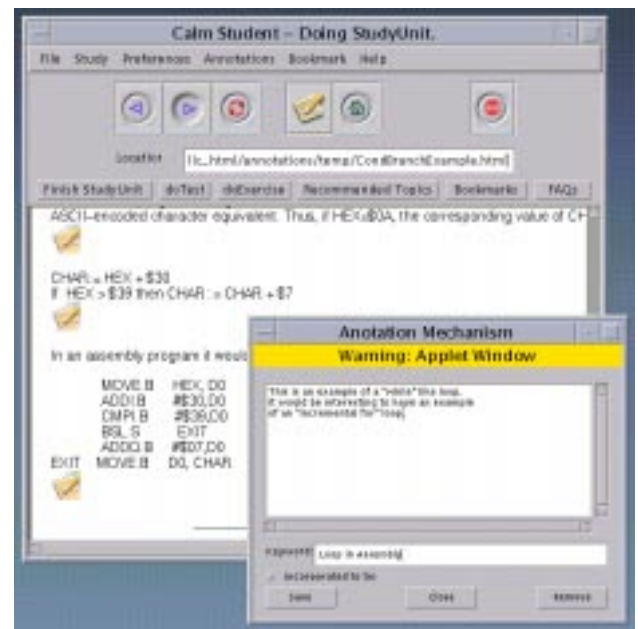 Calm Student – Doing StudyUnit.
File Study Preferences Annotations Bookmark Help
Location
/annotations/temp/CondBranchExample.html
Finish StudyUnit doTest doExercise Recommended Topics Bookmarks FAQs
ASCII-encoded character equivalent. Thus, if HEX=$0A, the corresponding value of CH
CHAR := HEX + $30
If HEX > $39 then CHAR := CHAR + $7
In an assembly program it would
MOVE.B HEX, D0
ADDI.B #$30,D0
CMPI.B #$39,D0
EXIT
ADDQ.B #$07,D0
EXIT MOVE.B D0, CHAR
Anotation Mechanism
Warning: Applet Window
This is an example of a "while" like loop.
It would be interesting to have an example
of an "incremental for" loop.
Keyword: Loop in Assembly
Save Close Remove